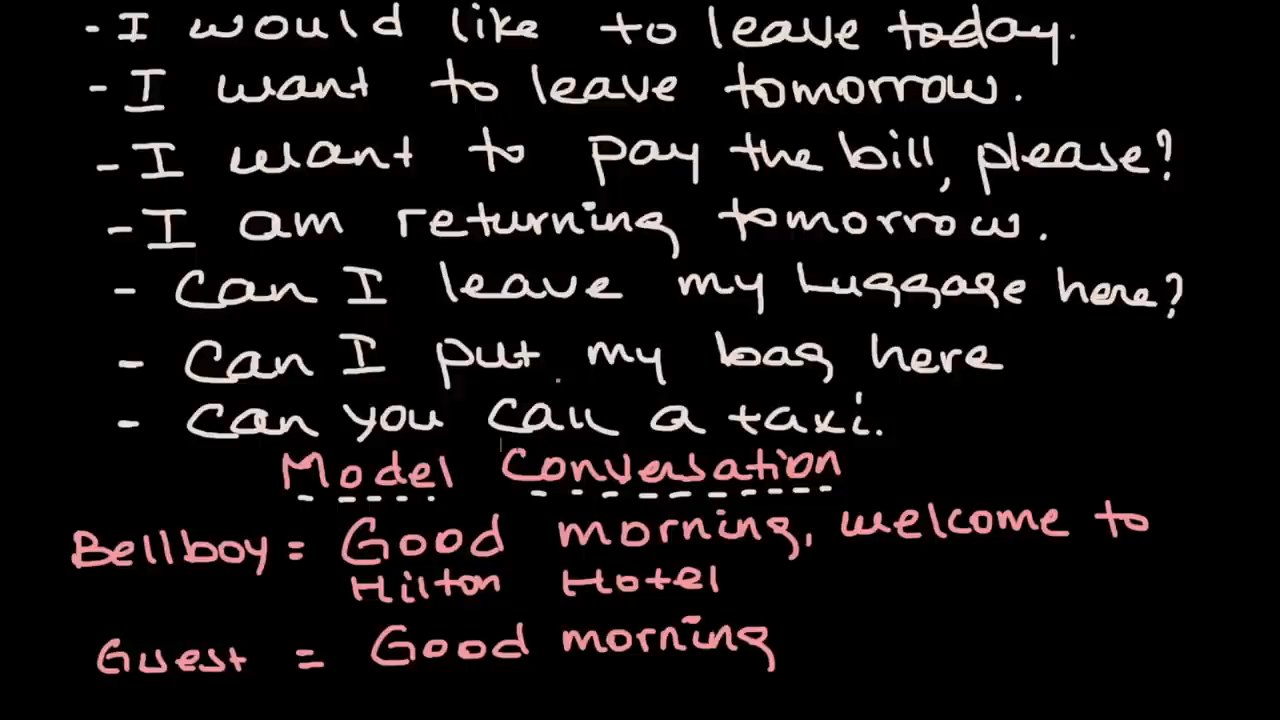 - I would like to leave today.
- I want to leave tomorrow.
- I want to pay the bill, please?
- I am returning tomorrow.
- Can I leave my luggage here?
- Can I put my bag here
- Can you call a taxi.
Model Conversation
Bellboy = Good morning, welcome to
Hilton Hotel
Guest = Good morning